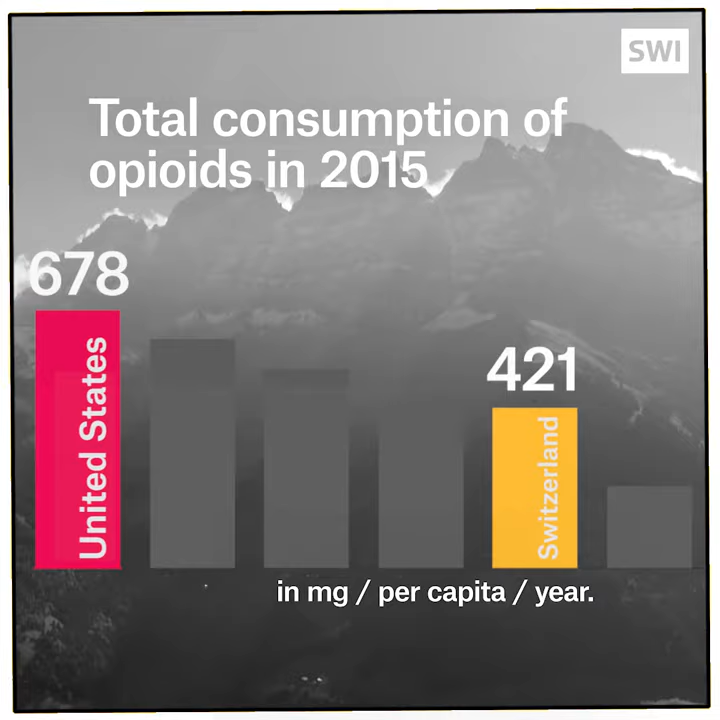 SWI
Total consumption of
opioids in 2015
678
United States
421
Switzerland
in mg / per capita / year.